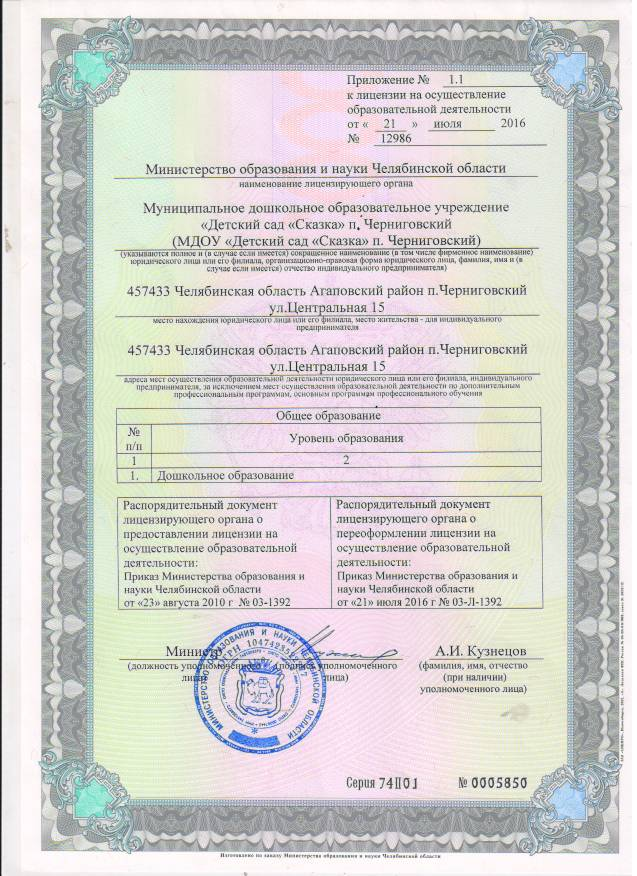 Приложение № 1.1
к лицензии на осуществление
образовательной деятельности
от « 21 » июля 2016
№ 12986
Министерство образования и науки Челябинской области
наименование лицензирующего органа
Муниципальное дошкольное образовательное учреждение
«Детский сад «Сказка» п. Черниговский
(МДОУ «Детский сад «Сказка» п. Черниговский)
(указываются полное и (в случае если имеется) сокращенное наименование (в том числе фирменное наименование)
юридического лица или его филиала, организационно-правовая форма юридического лица, фамилия, имя и (в
случае если имеется) отчество индивидуального предпринимателя)
457433 Челябинская область Агаповский район п.Черниговский
ул.Центральная 15
место нахождения юридического лица или его филиала, место жительства - для индивидуального
предпринимателя
457433 Челябинская область Агаповский район п.Черниговский
ул.Центральная 15
адреса мест осуществления образовательной деятельности юридического лица или его филиала, индивидуального
предпринимателя, за исключением мест осуществления образовательной деятельности по дополнительным
профессиональным программам, основным программам профессионального обучения
Общее образование
№
п/п
Уровень образования
1 2
1. Дошкольное образование
Распорядительный документ
лицензирующего органа о
предоставлении лицензии на
осуществление образовательной
деятельности:
Приказ Министерства образования и
науки Челябинской области
от «23» августа 2010 г № 03-1392
Распорядительный документ
лицензирующего органа о
переоформлении лицензии на
осуществление образовательной
деятельности:
Приказ Министерства образования и
науки Челябинской области
от «21» июля 2016 г № 03-Л-1392
Министр
А.И. Кузнецов
(должность уполномоченного
лица)
(подпись уполномоченного
лица)
(фамилия, имя, отчество
(при наличии)
уполномоченного лица)
МИНИСТЕРСТВО ОБРАЗОВАНИЯ И НАУКИ ЧЕЛЯБИНСКОЙ ОБЛАСТИ
ОГРН
Серия 74П01 № 0005850
Изготовлено по заказу Министерства образования и науки Челябинской области